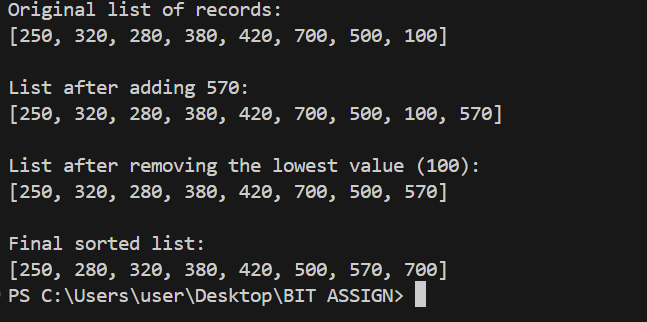 Original list of records:
[250, 320, 280, 380, 420, 700, 500, 100]
List after adding 570:
[250, 320, 280, 380, 420, 700, 500, 100, 570]
List after removing the lowest value (100):
[250, 320, 280, 380, 420, 700, 500, 570]
Final sorted list:
[250, 280, 320, 380, 420, 500, 570, 700]
PS C:\Users\user\Desktop\BIT ASSIGN>